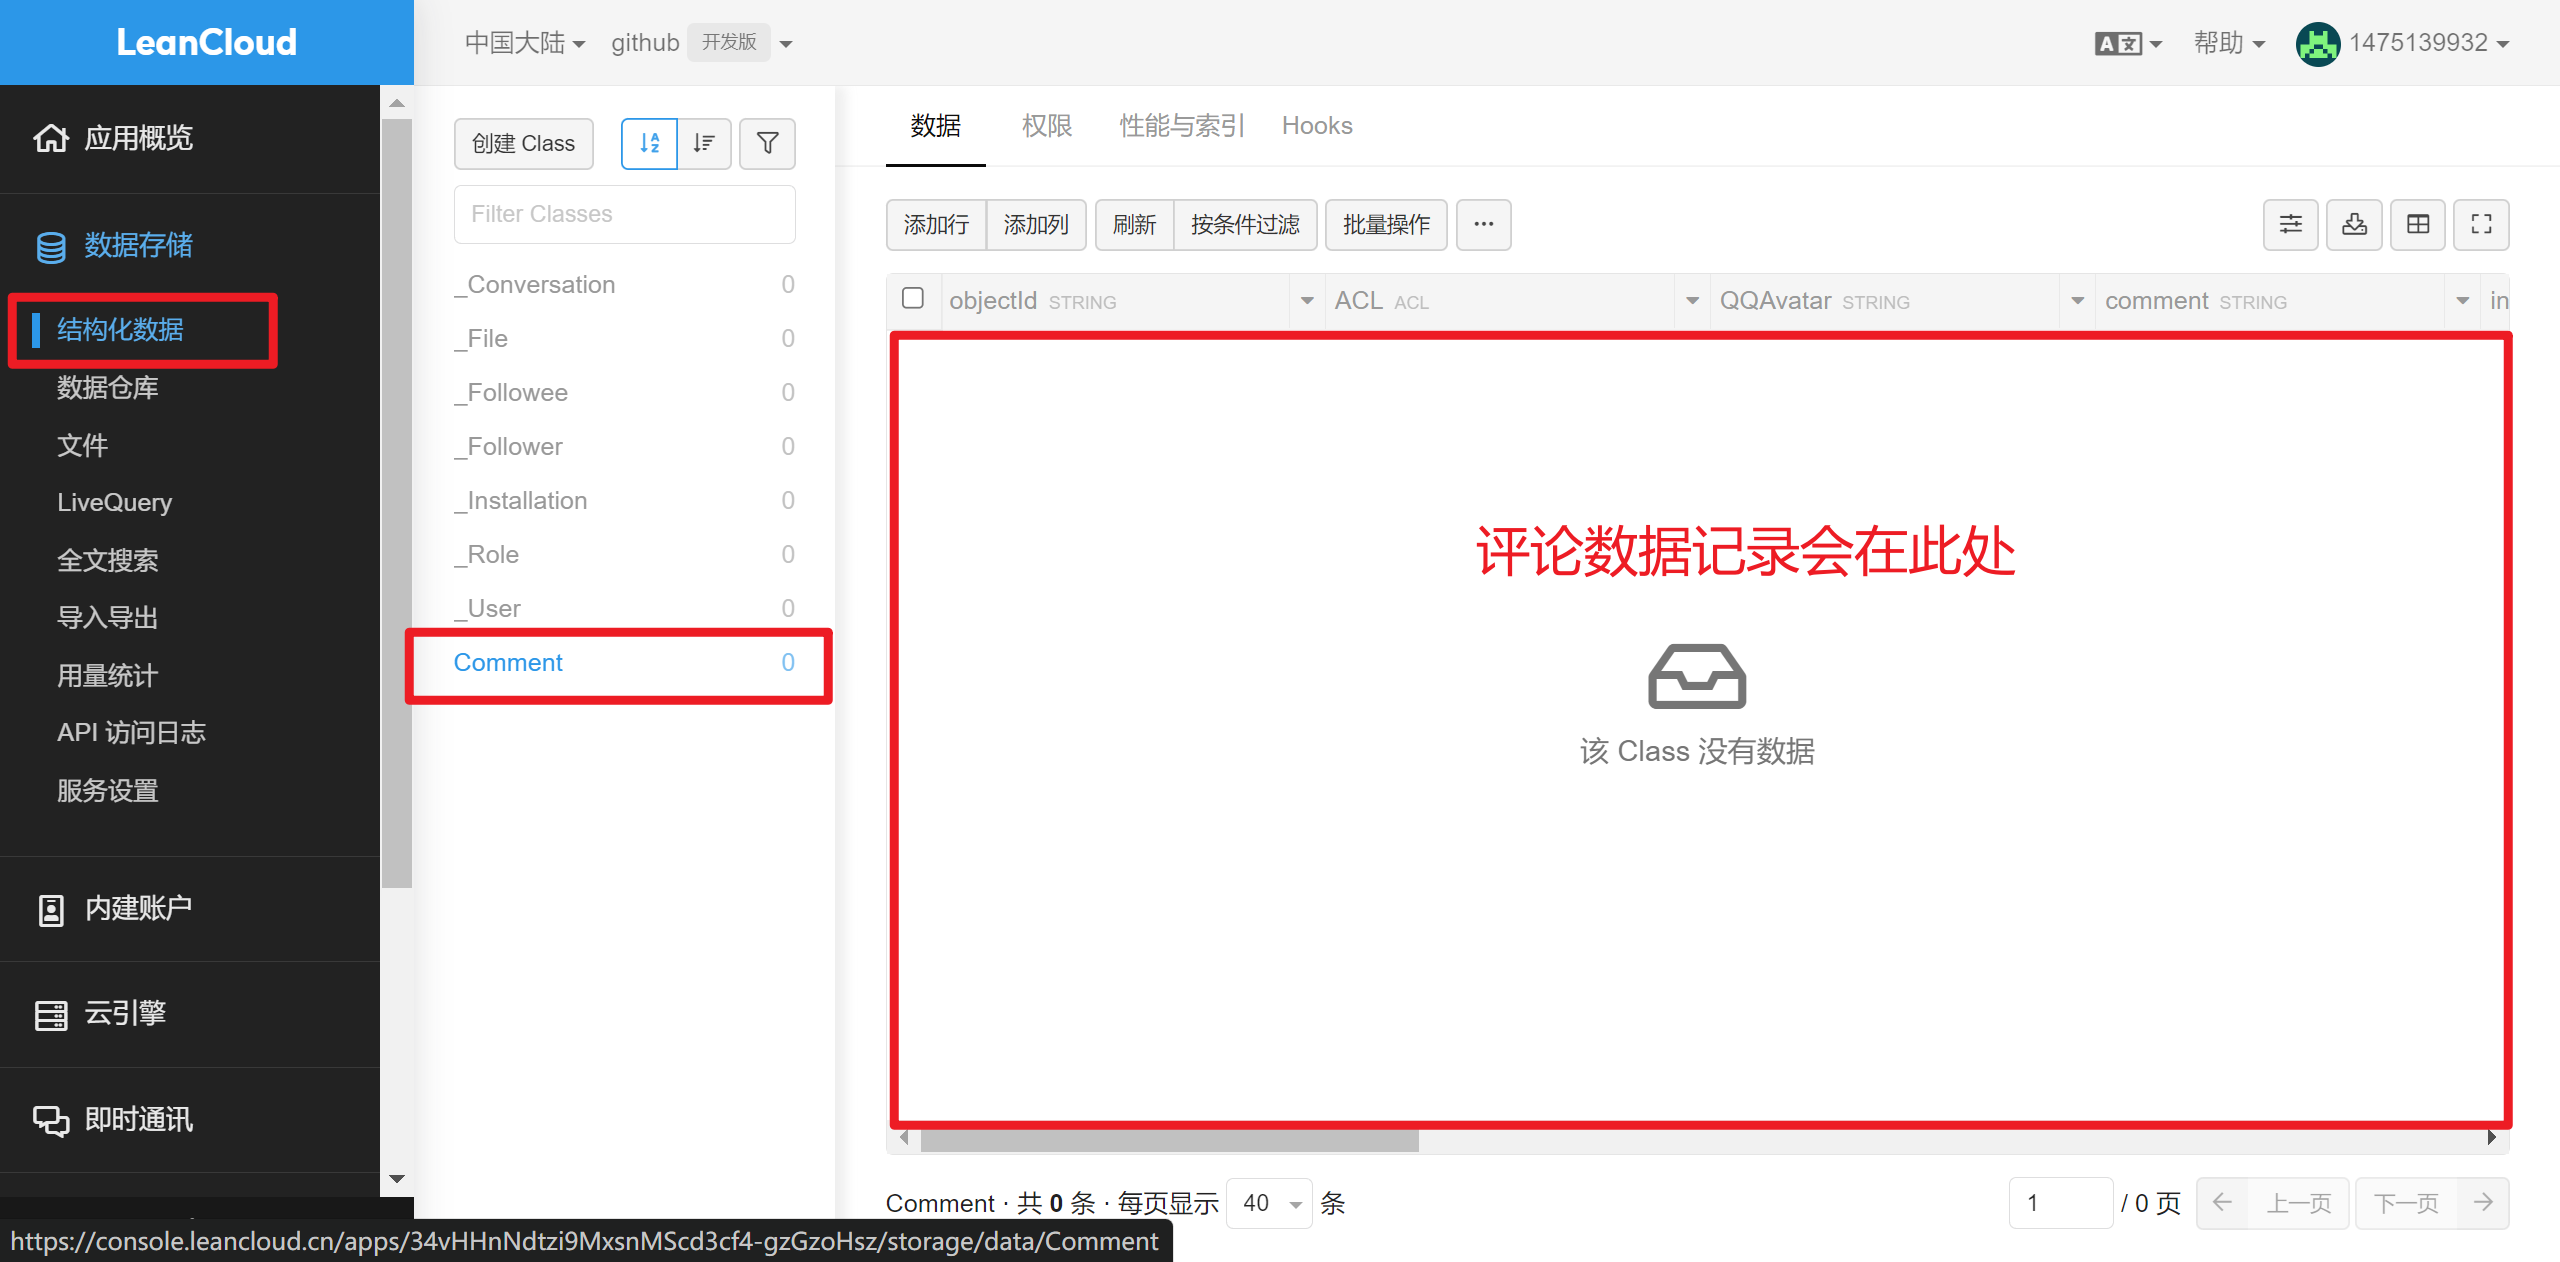 LeanCloud
中国大陆
github
开发版
帮助
1475139932
应用概览
数据存储
结构化数据
数据仓库
文件
LiveQuery
全文搜索
导入导出
用量统计
API 访问日志
服务设置
内建账户
云引擎
即时通讯
创建 Class
Filter Classes
_Conversation 0
_File 0
_Followee 0
_Follower 0
_Installation 0
_Role 0
_User 0
Comment 0
数据 权限 性能与索引 Hooks
添加行 添加列 刷新 按条件过滤 批量操作 ···
objectId STRING ACL ACL QQAvatar STRING comment STRING in
评论数据记录会在此处
该 Class 没有数据
Comment · 共 0 条 · 每页显示 40 条
1 / 0 页 上一页 下一页
https://console.leancloud.cn/apps/34vHHnNdtzi9MxsnMScd3cf4-gzGzoHsz/storage/data/Comment